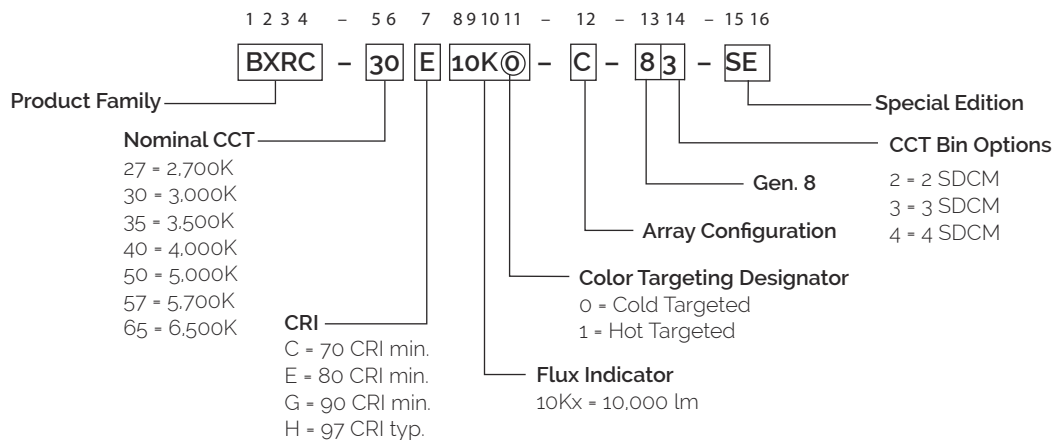 1 2 3 4 – 5 6 7 8 9 10 11 – 12 – 13 14 – 15 16
BXRC – 30 E 10K0 – C – 8 3 – SE
Product Family
Special Edition
Nominal CCT
27 = 2,700K
30 = 3,000K
35 = 3,500K
40 = 4,000K
50 = 5,000K
57 = 5,700K
65 = 6,500K
CCT Bin Options
2 = 2 SDCM
3 = 3 SDCM
4 = 4 SDCM
Gen. 8
Array Configuration
Color Targeting Designator
0 = Cold Targeted
1 = Hot Targeted
CRI
C = 70 CRI min.
E = 80 CRI min.
G = 90 CRI min.
H = 97 CRI typ.
Flux Indicator
10Kx = 10,000 lm